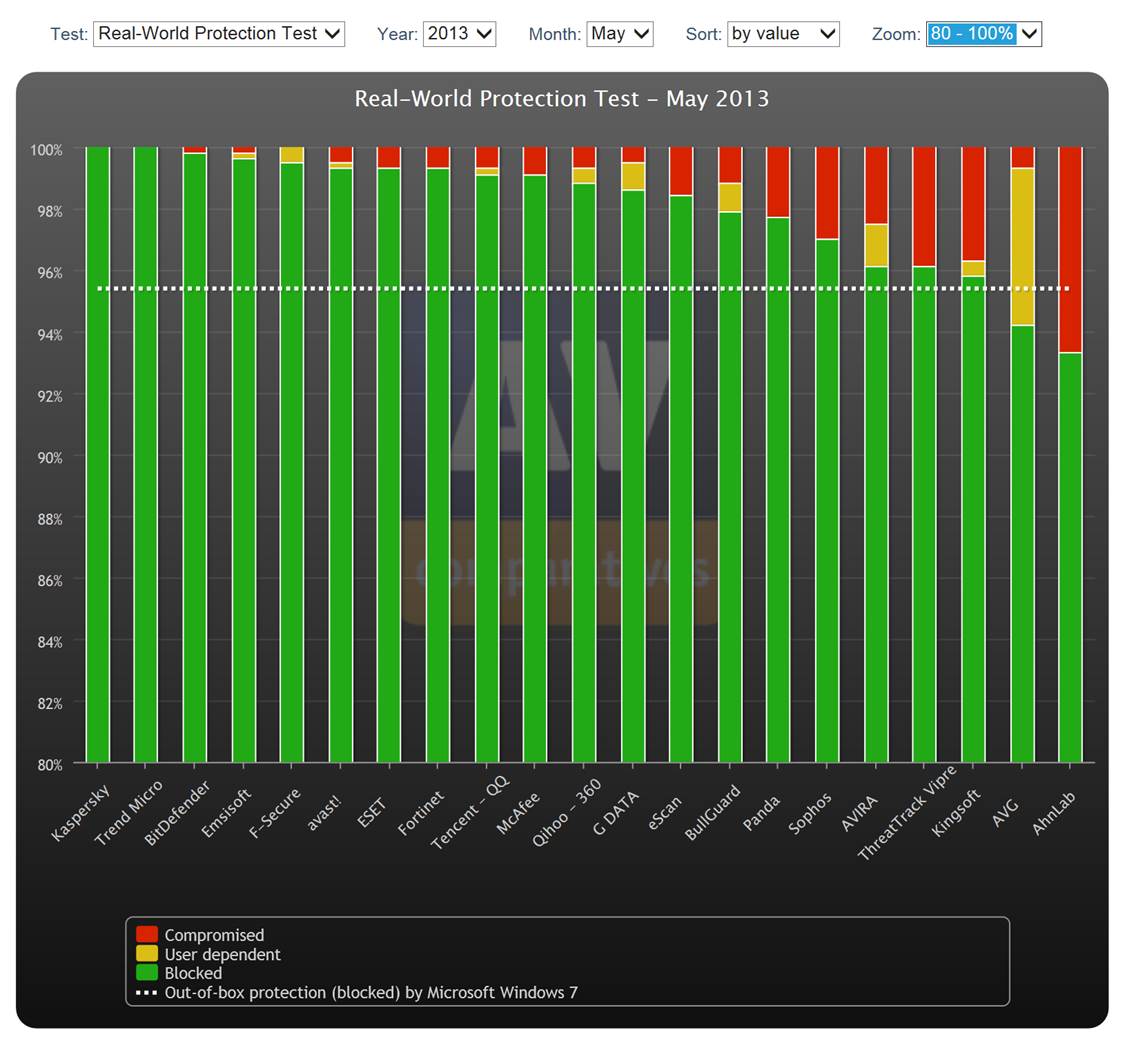 Test: Real-World Protection Test Year: 2013 Month: May Sort: by value Zoom: 80 - 100%
Real-World Protection Test - May 2013
100%
98%
96%
94%
92%
90%
88%
86%
84%
82%
80%
AV
comparatives
Kaspersky
Trend Micro
BitDefender
Emsisoft
F-Secure
avast!
ESET
Fortinet
Tencent - QQ
McAfee
Qihoo - 360
G DATA
eScan
BullGuard
Panda
Sophos
AVIRA
ThreatTrack Vipre
Kingsoft
AVG
AhnLab
Compromised
User dependent
Blocked
Out-of-box protection (blocked) by Microsoft Windows 7